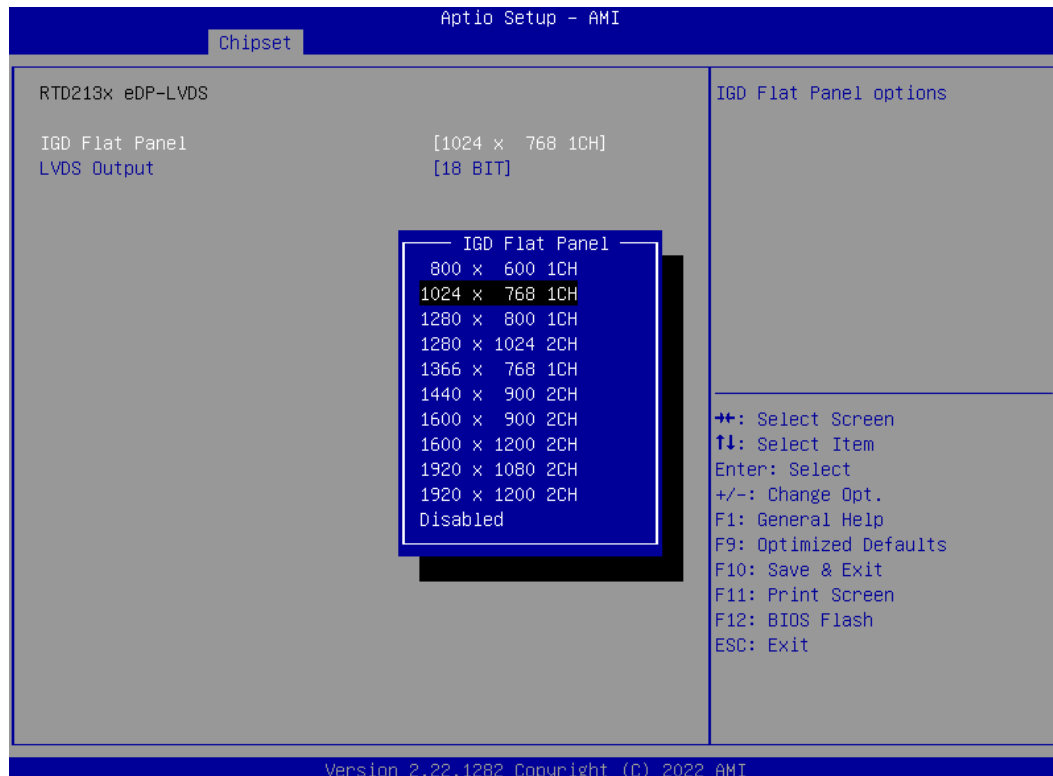 Aptio Setup – AMI
Chipset
RTD213x eDP-LVDS
IGD Flat Panel [1024 x 768 1CH]
LVDS Output [18 BIT]
IGD Flat Panel options
IGD Flat Panel
800 x 600 1CH
1024 x 768 1CH
1280 x 800 1CH
1280 x 1024 2CH
1366 x 768 1CH
1440 x 900 2CH
1600 x 900 2CH
1600 x 1200 2CH
1920 x 1080 2CH
1920 x 1200 2CH
Disabled
→←: Select Screen
↑↓: Select Item
Enter: Select
+/-: Change Opt.
F1: General Help
F9: Optimized Defaults
F10: Save & Exit
F11: Print Screen
F12: BIOS Flash
ESC: Exit
Version 2.22.1282 Copyright (C) 2022 AMI